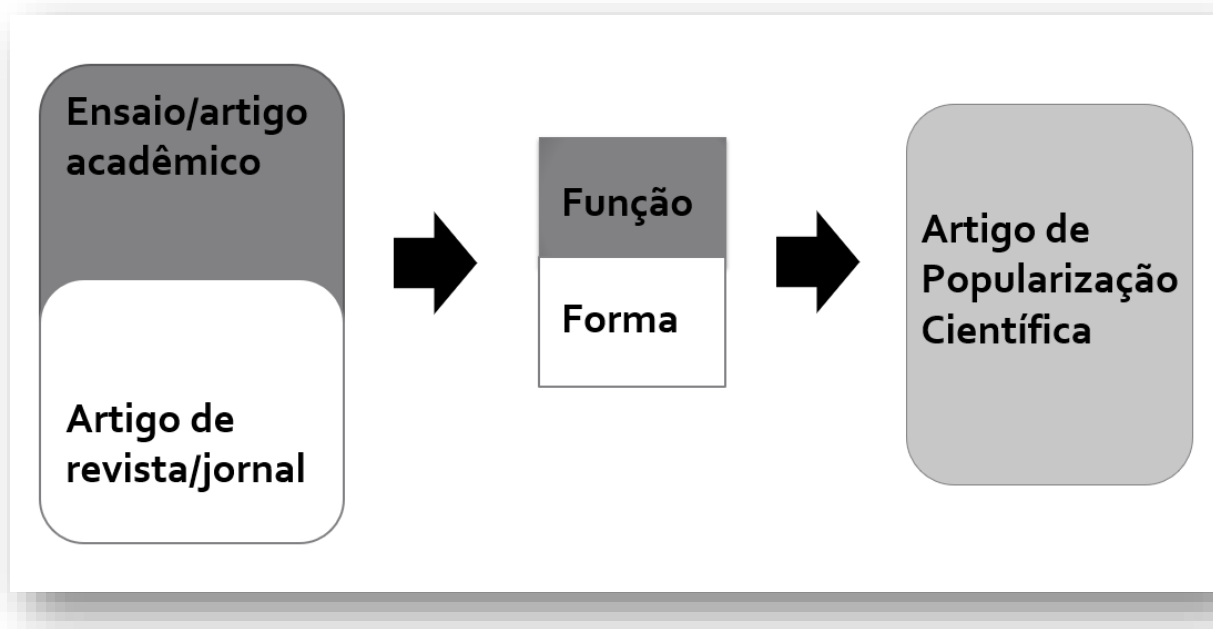 Ensaio/artigo
acadêmico
Artigo de
revista/jornal
Função
Forma
Artigo de
Popularização
Científica